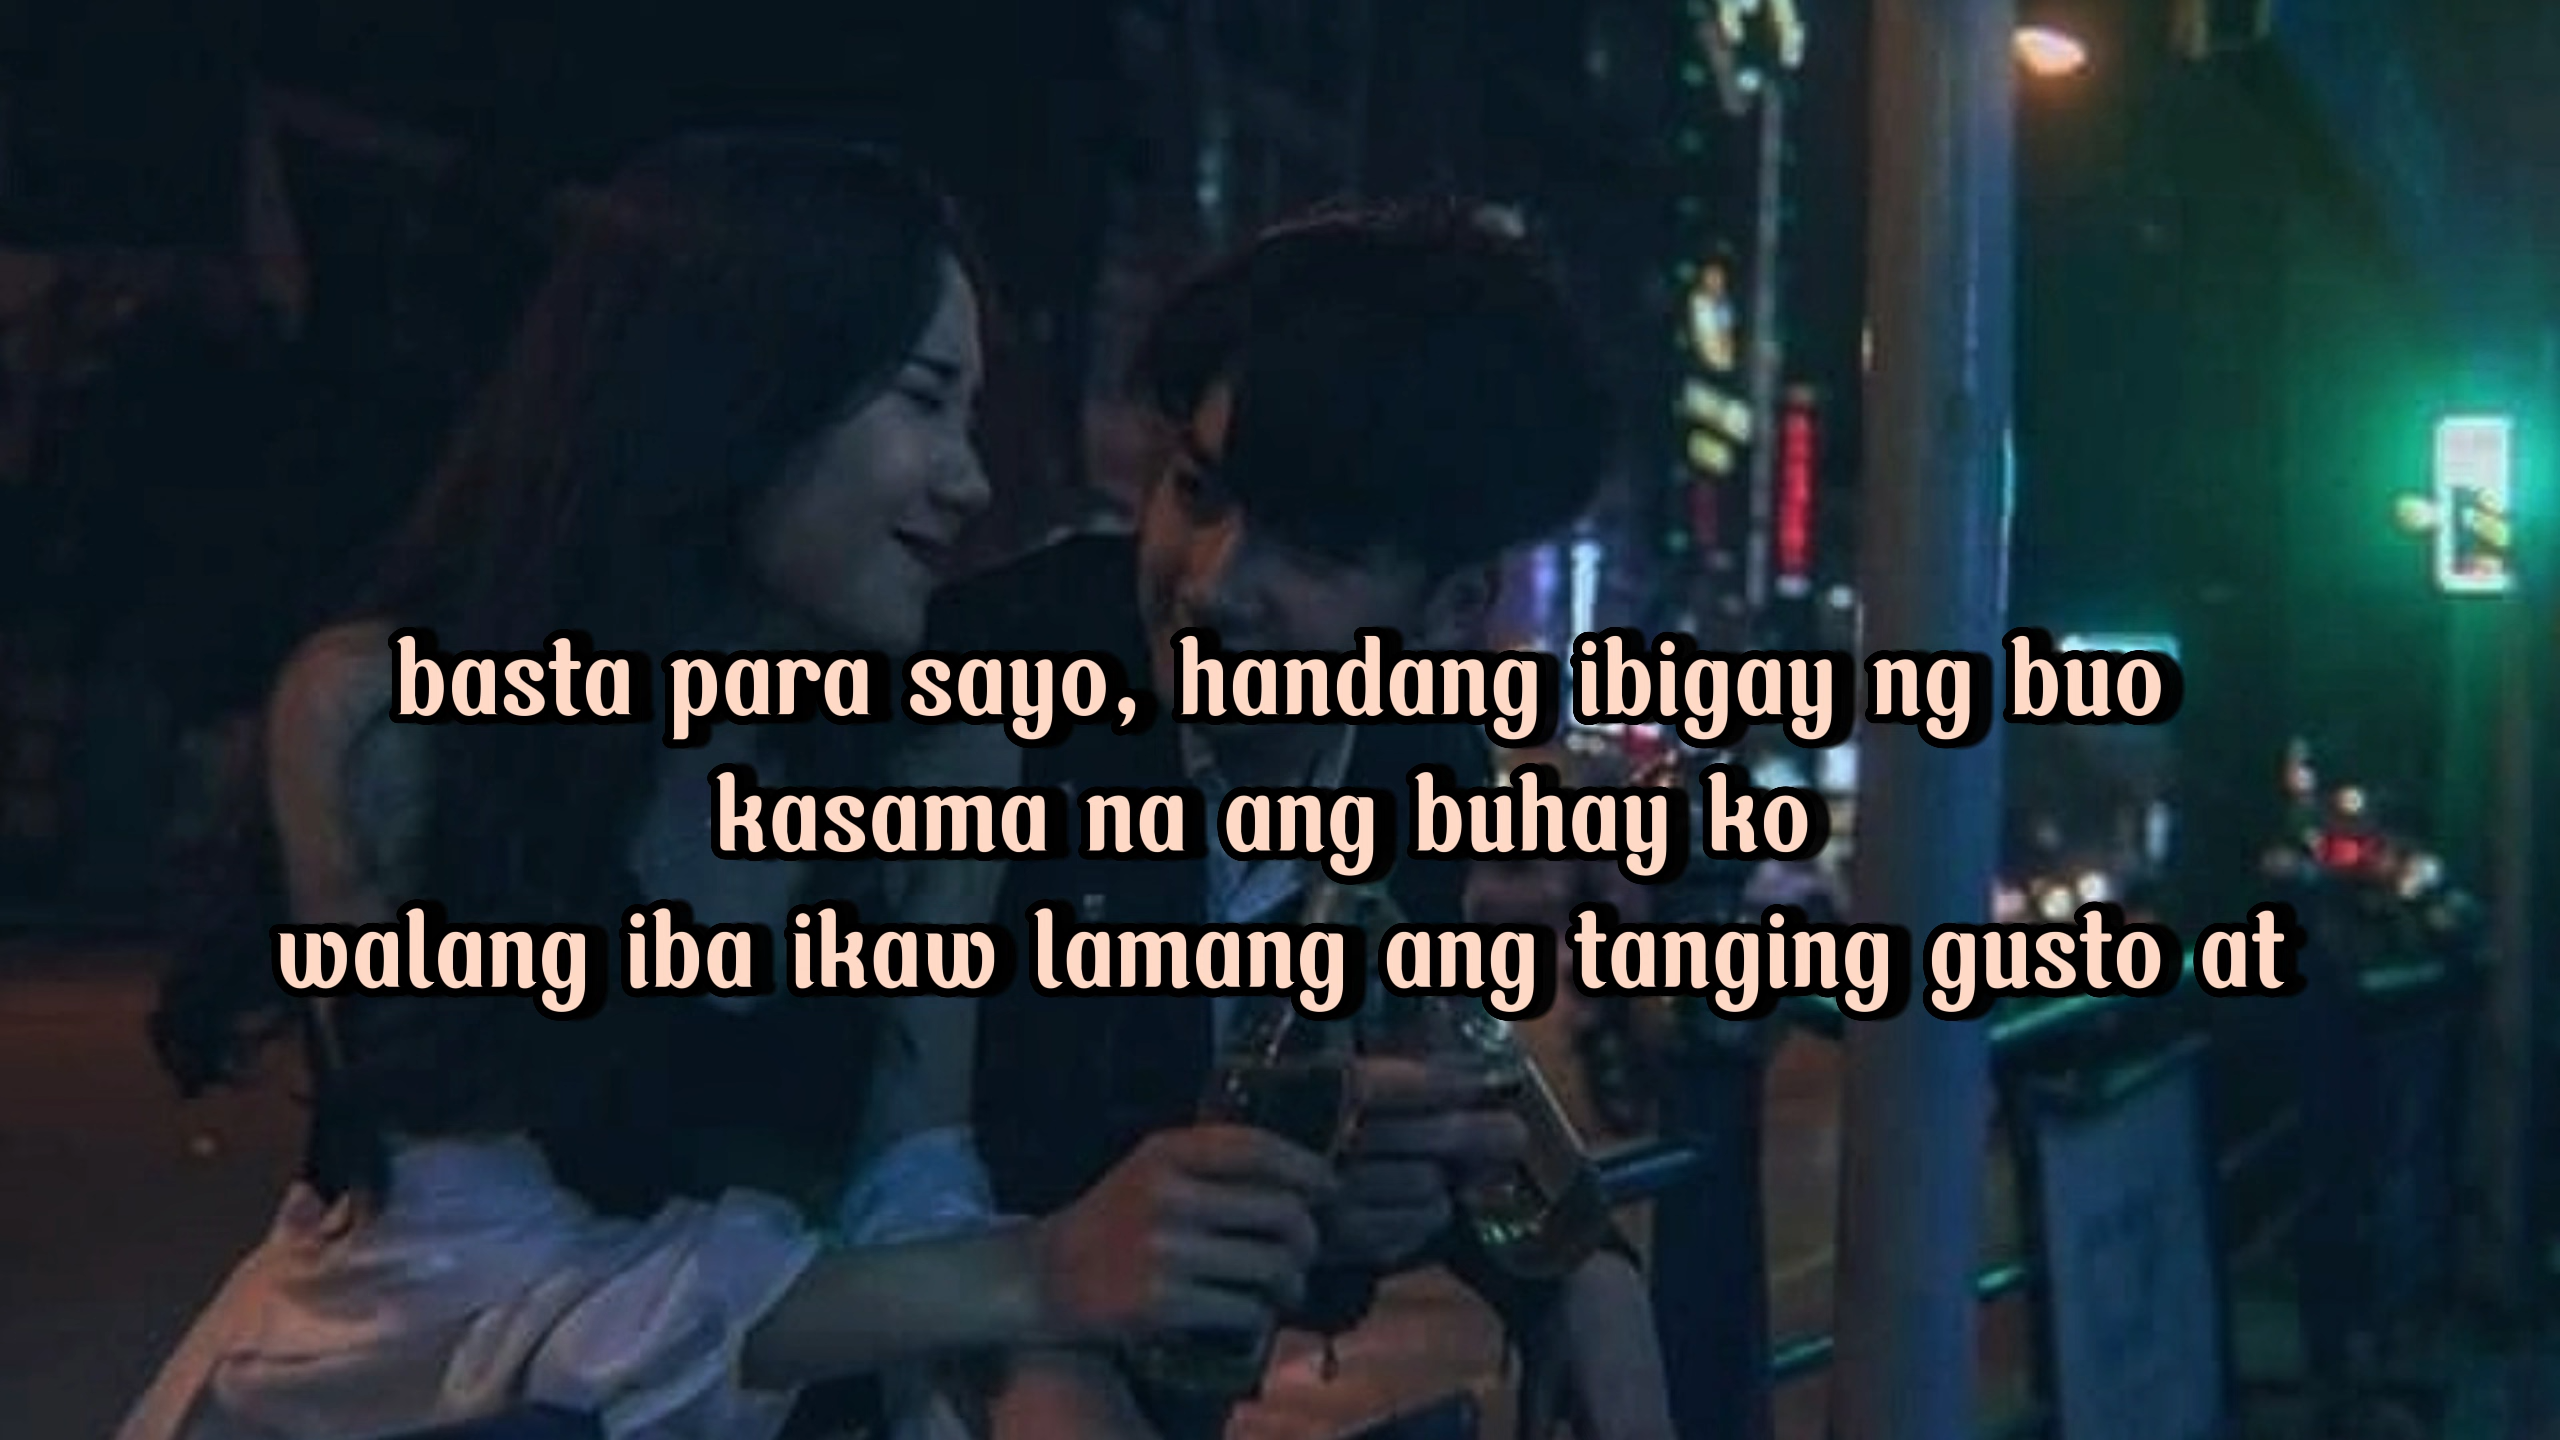 basta para sayo, handang ibigay ng buo
kasama na ang buhay ko
walang iba ikaw lamang ang tanging gusto at